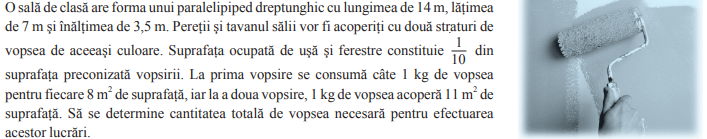 O sală de clasă are forma unui paralelipiped dreptunghic cu lungimea de 14 m, lățimea
de 7 m și înălțimea de 3,5 m. Pereții și tavanul sălii vor fi acoperiți cu două straturi de
vopsea de aceeași culoare. Suprafața ocupată de ușă și ferestre constituie 1/10 din
suprafața preconizată vopsirii. La prima vopsire se consumă câte 1 kg de vopsea
pentru fiecare 8 m² de suprafață, iar la a doua vopsire, 1 kg de vopsea acoperă 11 m² de
suprafață. Să se determine cantitatea totală de vopsea necesară pentru efectuarea
acestor lucrări.